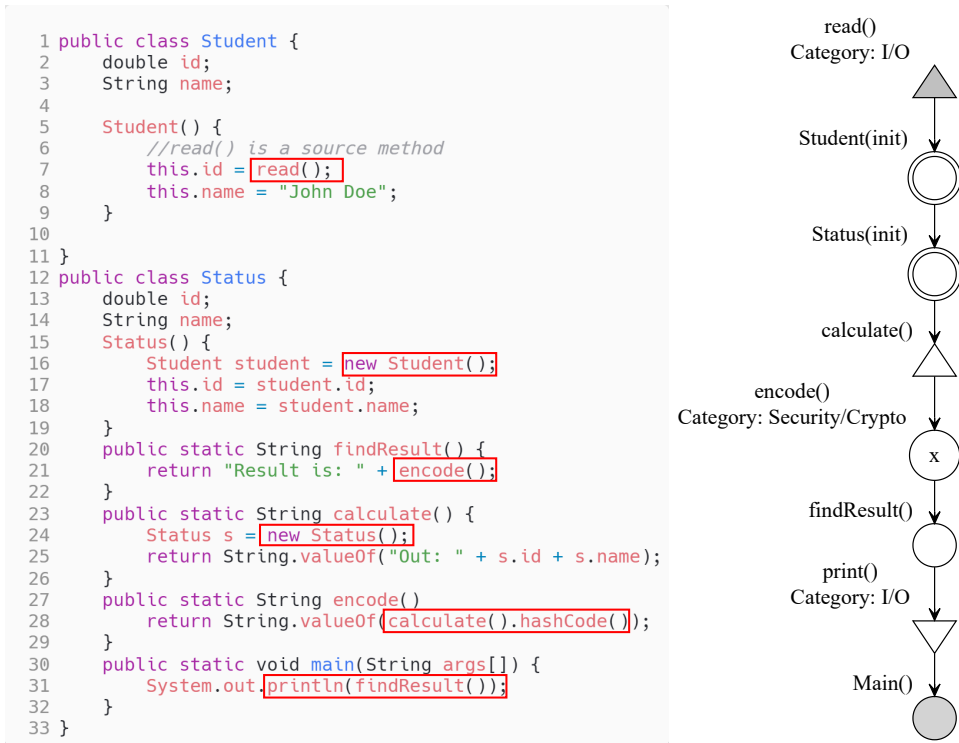 1 public class Student {
2     double id;
3     String name;
4
5     Student() {
6         //read() is a source method
7         this.id = read();
8         this.name = "John Doe";
9     }
10
11 }
12 public class Status {
13     double id;
14     String name;
15     Status() {
16         Student student = new Student();
17         this.id = student.id;
18         this.name = student.name;
19     }
20     public static String findResult() {
21         return "Result is: " + encode();
22     }
23     public static String calculate() {
24         Status s = new Status();
25         return String.valueOf("Out: " + s.id + s.name);
26     }
27     public static String encode()
28         return String.valueOf(calculate().hashCode());
29     }
30     public static void main(String args[]) {
31         System.out.println(findResult());
32     }
33 }
read()
Category: I/O
Student(init)
Status(init)
calculate()
encode()
Category: Security/Crypto
x
findResult()
print()
Category: I/O
Main()